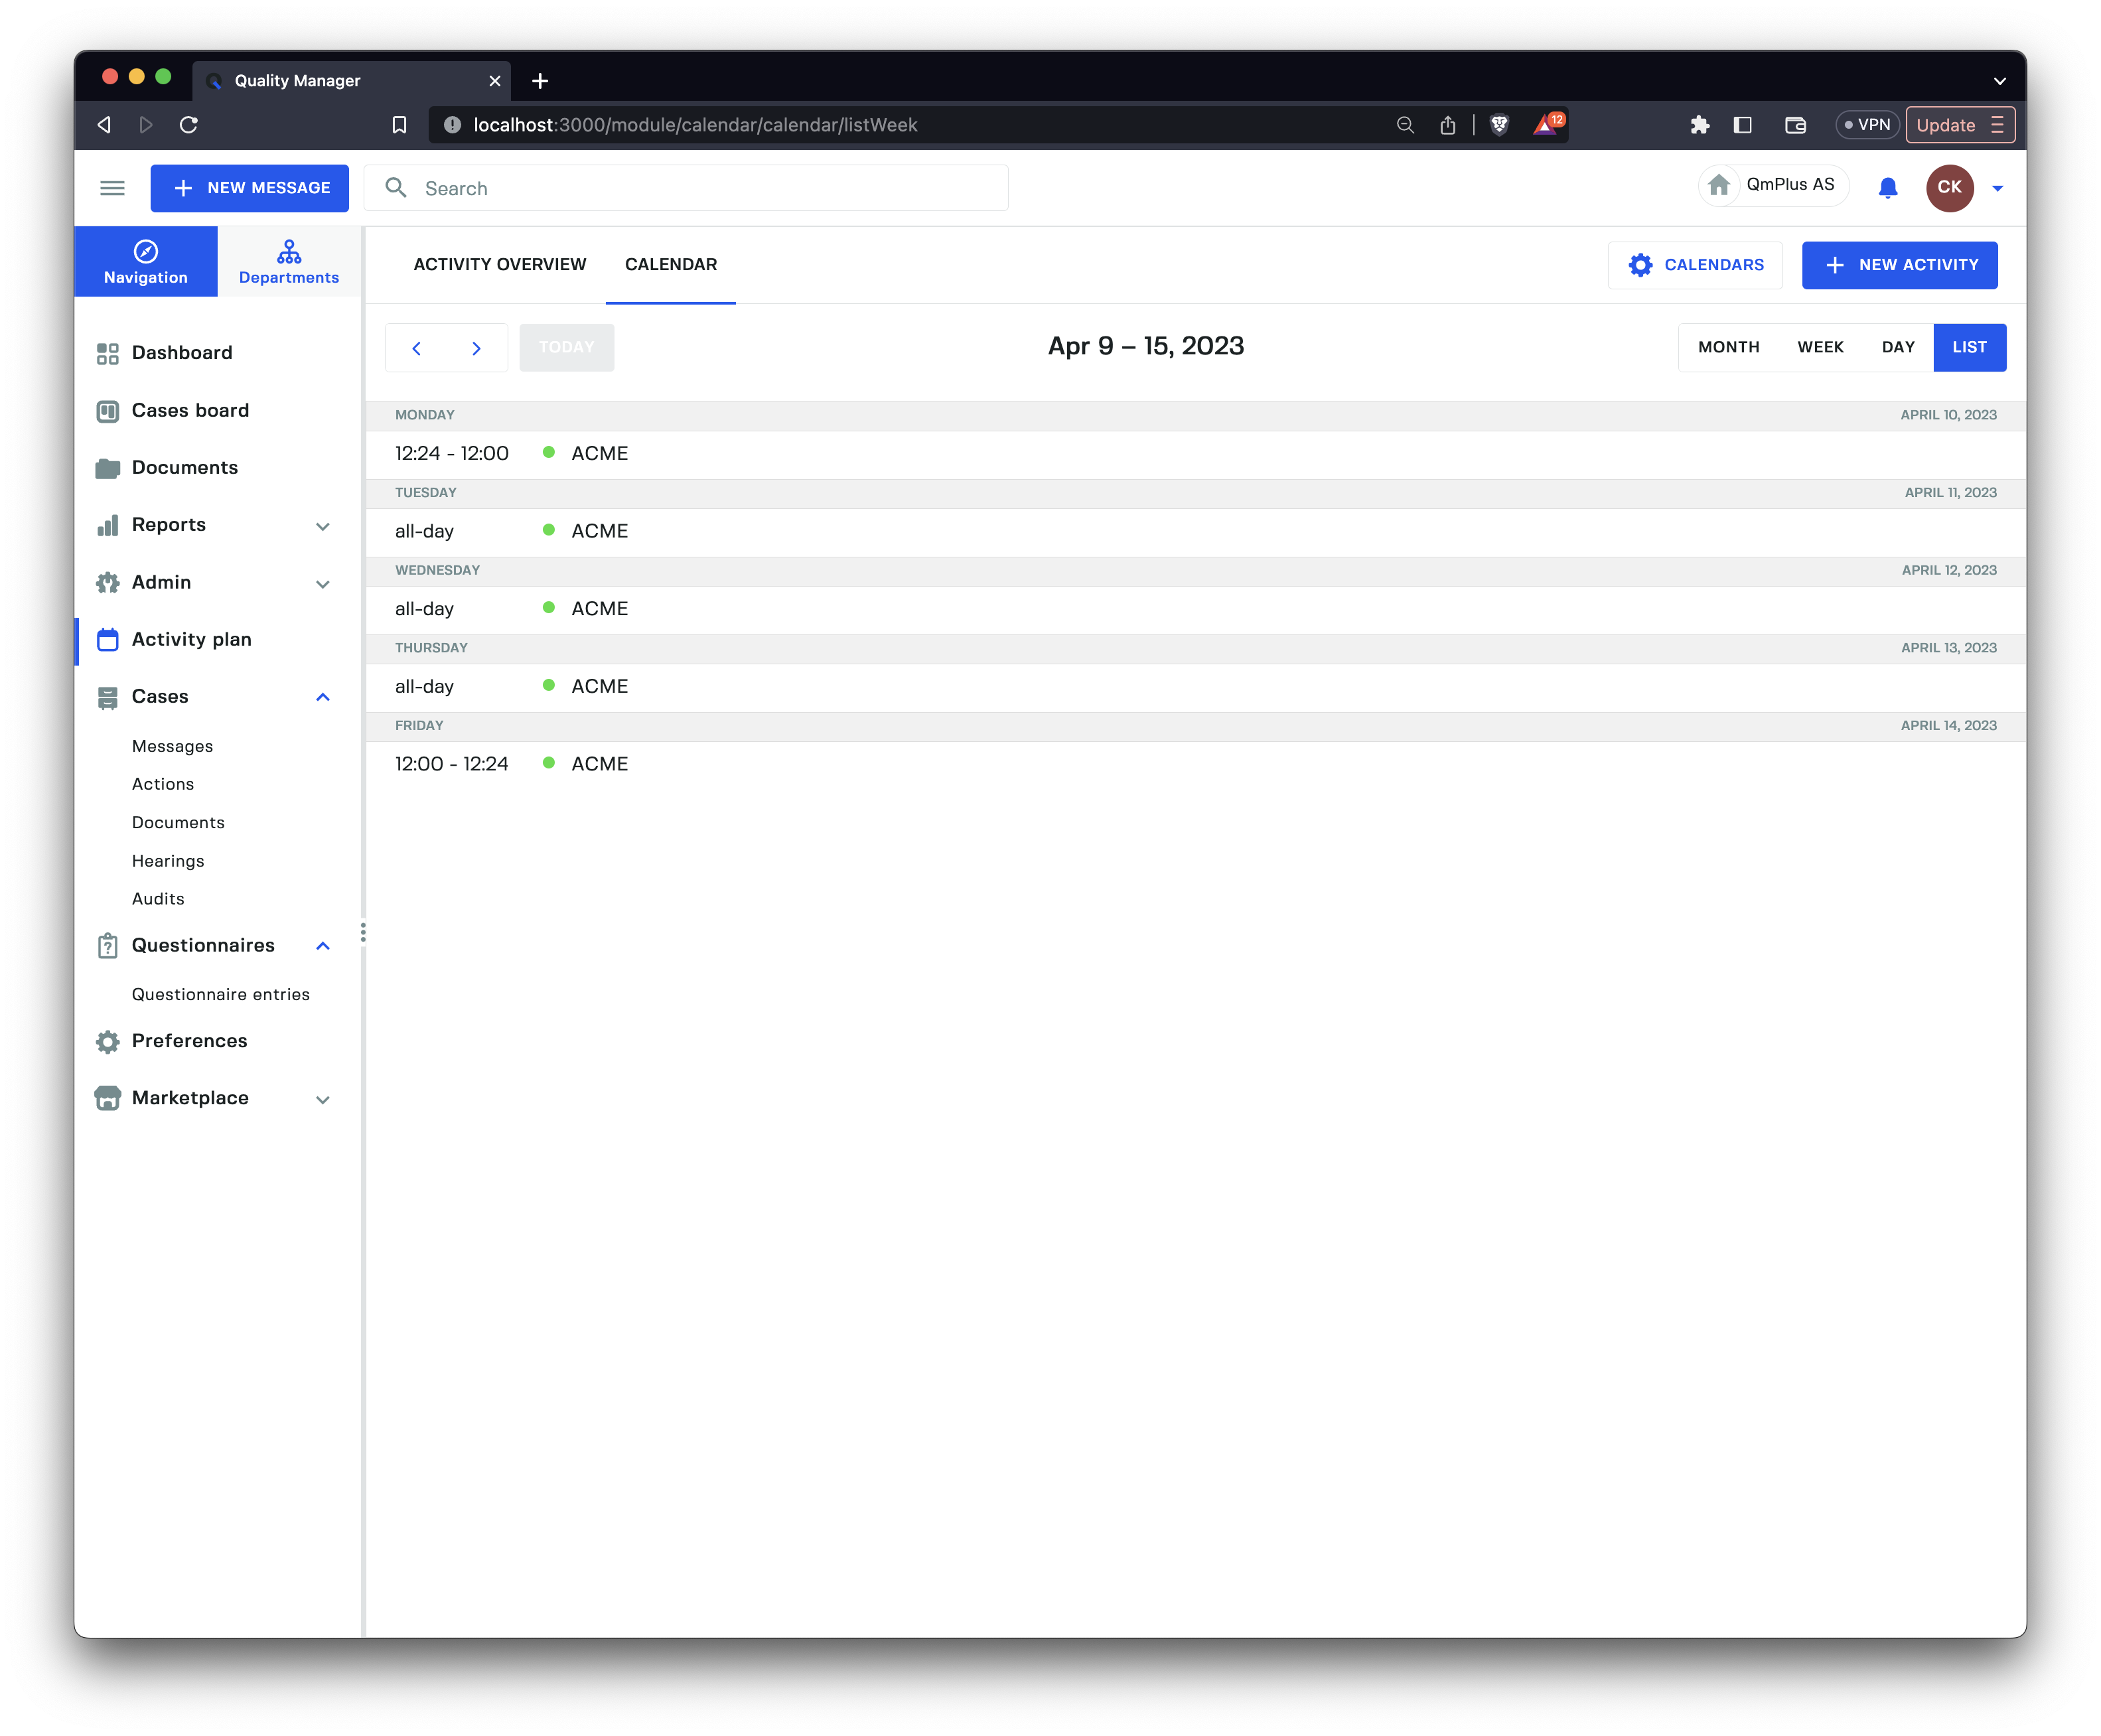 Quality Manager
localhost:3000/module/calendar/calendar/listWeek
12
VPN
Update
NEW MESSAGE
Search
QmPlus AS
CK
Navigation
Departments
ACTIVITY OVERVIEW
CALENDAR
CALENDARS
NEW ACTIVITY
TODAY
Apr 9 – 15, 2023
MONTH
WEEK
DAY
LIST
Dashboard
Cases board
Documents
Reports
Admin
Activity plan
Cases
Messages
Actions
Documents
Hearings
Audits
Questionnaires
Questionnaire entries
Preferences
Marketplace
MONDAY APRIL 10, 2023
12:24 - 12:00 ACME
TUESDAY APRIL 11, 2023
all-day ACME
WEDNESDAY APRIL 12, 2023
all-day ACME
THURSDAY APRIL 13, 2023
all-day ACME
FRIDAY APRIL 14, 2023
12:00 - 12:24 ACME